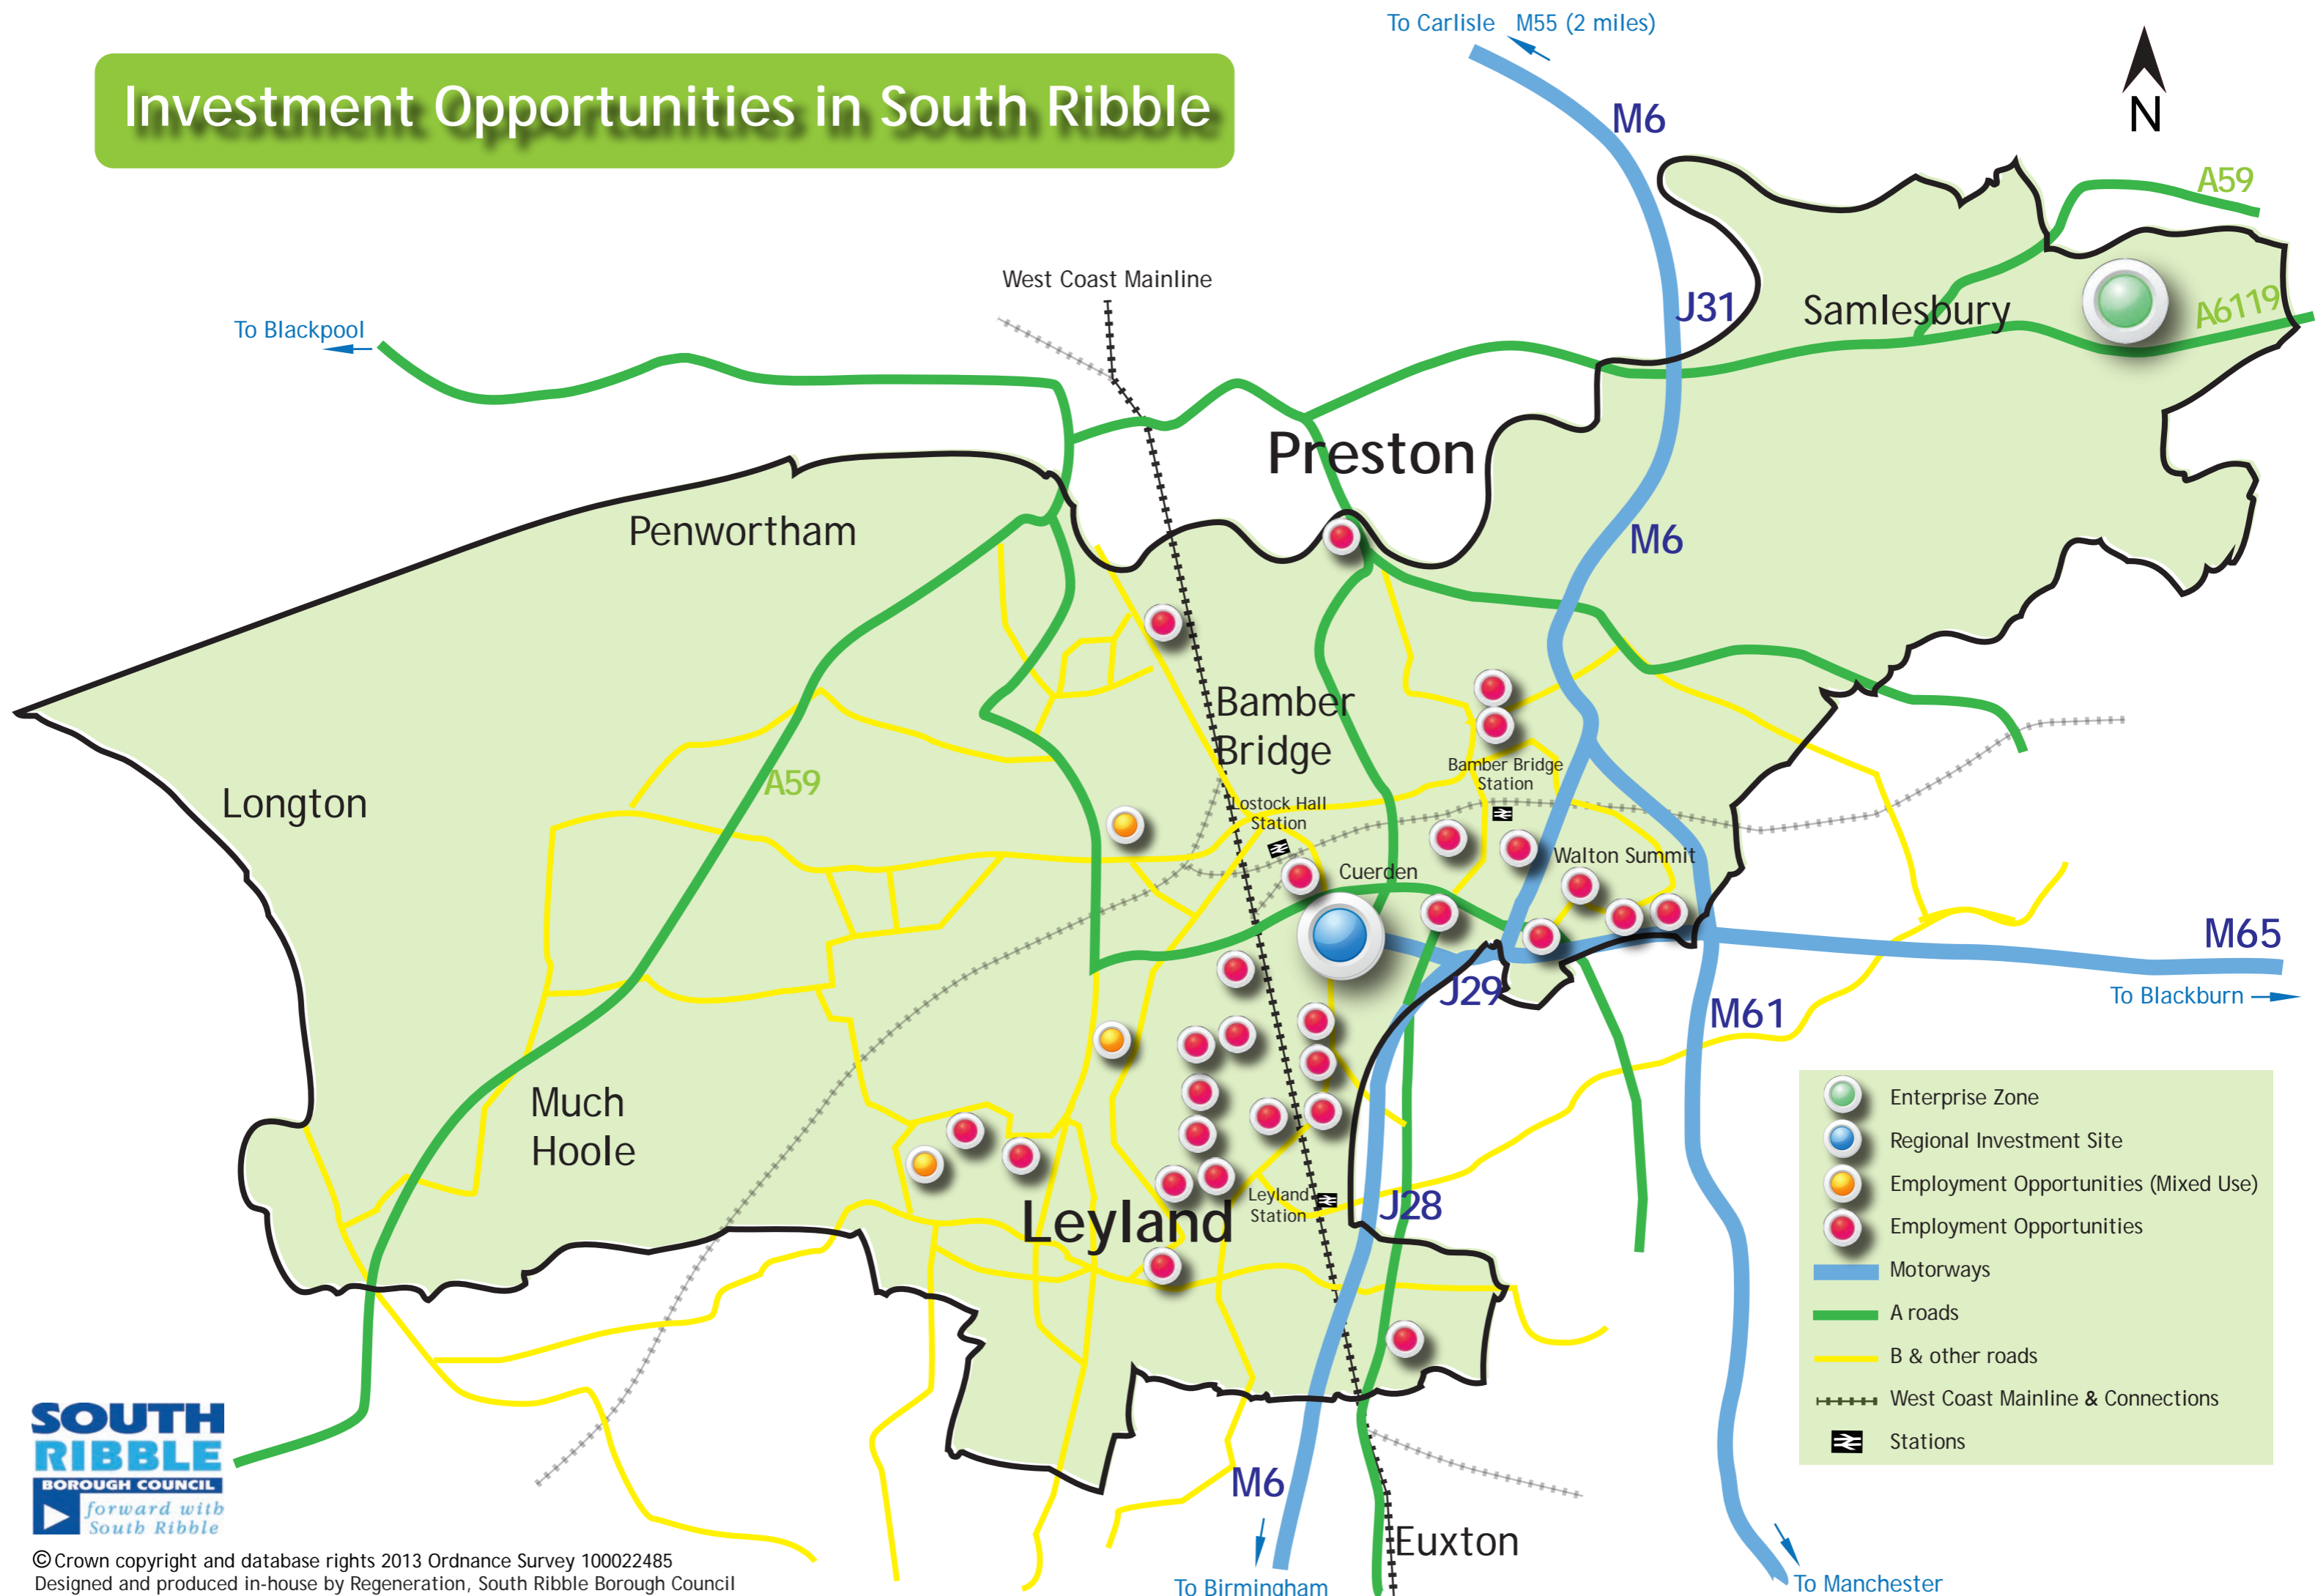 To Carlisle M55 (2 miles)
Investment Opportunities in South Ribble
M6
N
A59
West Coast Mainline
J31
Samlesbury
A6119
To Blackpool
Preston
Penwortham
M6
Bamber
Bridge
Bamber Bridge
Station
A59
Longton
Lostock Hall
Station
Walton Summit
Cuerden
M65
J29
To Blackburn
M61
Much
Hoole
Leyland
Station
J28
Leyland
Enterprise Zone
Regional Investment Site
Employment Opportunities (Mixed Use)
Employment Opportunities
Motorways
A roads
B & other roads
West Coast Mainline & Connections
Stations
SOUTH
RIBBLE
BOROUGH COUNCIL
forward with
South Ribble
M6
Euxton
© Crown copyright and database rights 2013 Ordnance Survey 100022485
Designed and produced in-house by Regeneration, South Ribble Borough Council
To Birmingham
To Manchester